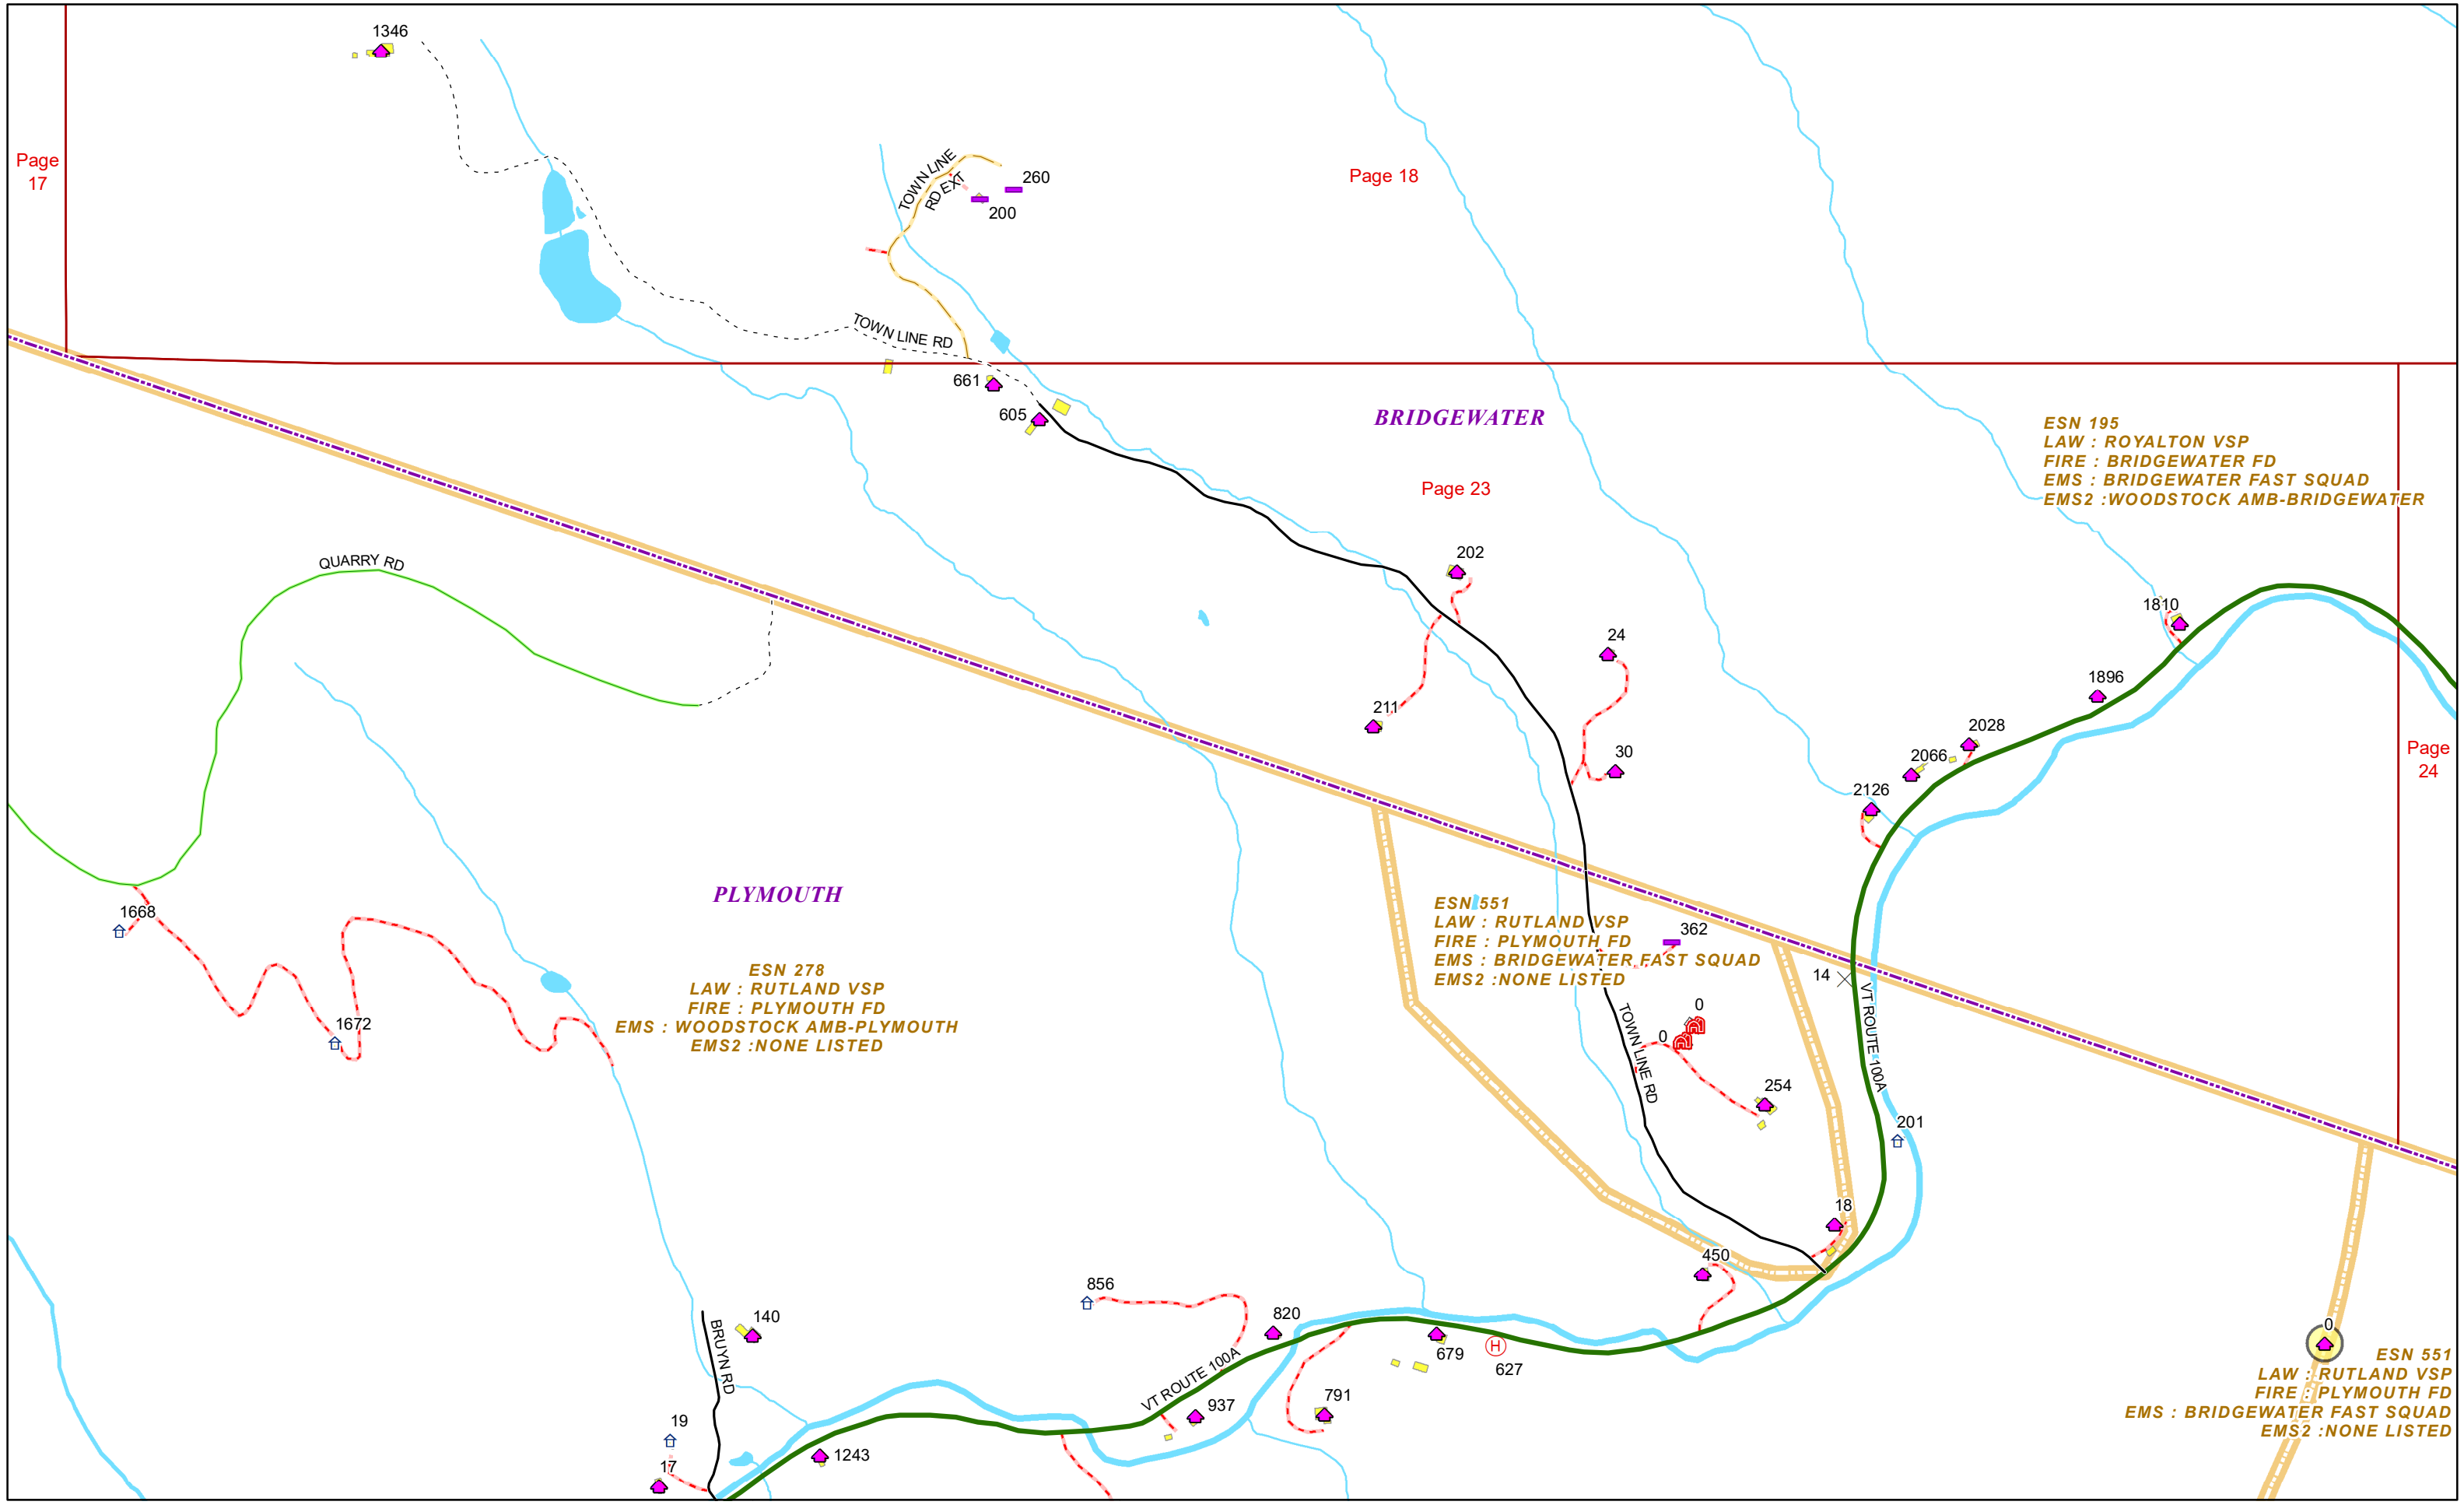 1346
Page
17
TOWN LINE
RD EXT
260
200
Page 18
TOWN LINE RD
661
605
BRIDGEWATER
Page 23
ESN 195
LAW : ROYALTON VSP
FIRE : BRIDGEWATER FD
EMS : BRIDGEWATER FAST SQUAD
EMS2 :WOODSTOCK AMB-BRIDGEWATER
QUARRY RD
202
1810
24
1896
211
2028
30
2066
Page
24
2126
PLYMOUTH
1668
ESN 551
LAW : RUTLAND VSP
FIRE : PLYMOUTH FD
EMS : BRIDGEWATER FAST SQUAD
EMS2 :NONE LISTED
362
14
VT ROUTE 100A
ESN 278
LAW : RUTLAND VSP
FIRE : PLYMOUTH FD
EMS : WOODSTOCK AMB-PLYMOUTH
EMS2 :NONE LISTED
1672
0
0
TOWN LINE RD
254
201
18
450
856
820
140
BRUYN RD
679
H
627
0
VT ROUTE 100A
937
791
19
17
1243
ESN 551
LAW : RUTLAND VSP
FIRE : PLYMOUTH FD
EMS : BRIDGEWATER FAST SQUAD
EMS2 :NONE LISTED